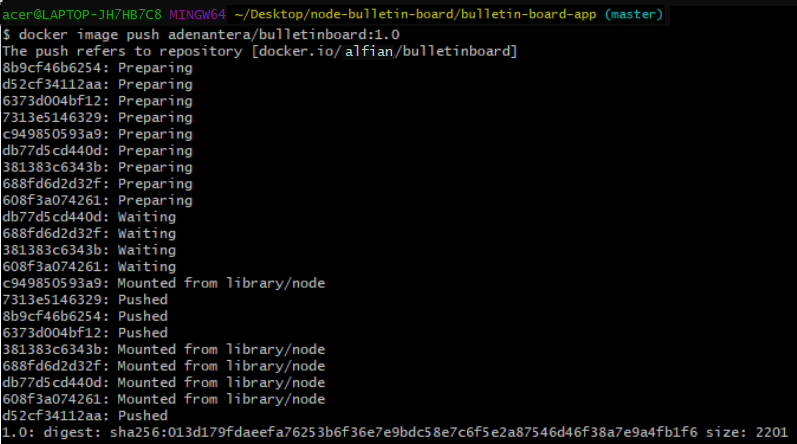 acer@LAPTOP-JH7HB7C8 MINGW64 ~/Desktop/node-bulletin-board/bulletin-board-app (master)
$ docker image push adenantera/bulletinboard:1.0
The push refers to repository [docker.io/alfian/bulletinboard]
8b9cf46b6254: Preparing
d52cf34112aa: Preparing
6373d004bf12: Preparing
7313e5146329: Preparing
c949850593a9: Preparing
db77d5cd440d: Preparing
381383c6343b: Preparing
688fd6d2d32f: Preparing
608f3a074261: Preparing
db77d5cd440d: Waiting
688fd6d2d32f: Waiting
381383c6343b: Waiting
608f3a074261: Waiting
c949850593a9: Mounted from library/node
7313e5146329: Pushed
8b9cf46b6254: Pushed
6373d004bf12: Pushed
381383c6343b: Mounted from library/node
688fd6d2d32f: Mounted from library/node
db77d5cd440d: Mounted from library/node
608f3a074261: Mounted from library/node
d52cf34112aa: Pushed
1.0: digest: sha256:013d179fdaeefa76253b6f36e7e9bdc58e7c6f5e2a87546d46f38a7e9a4fb1f6 size: 2201